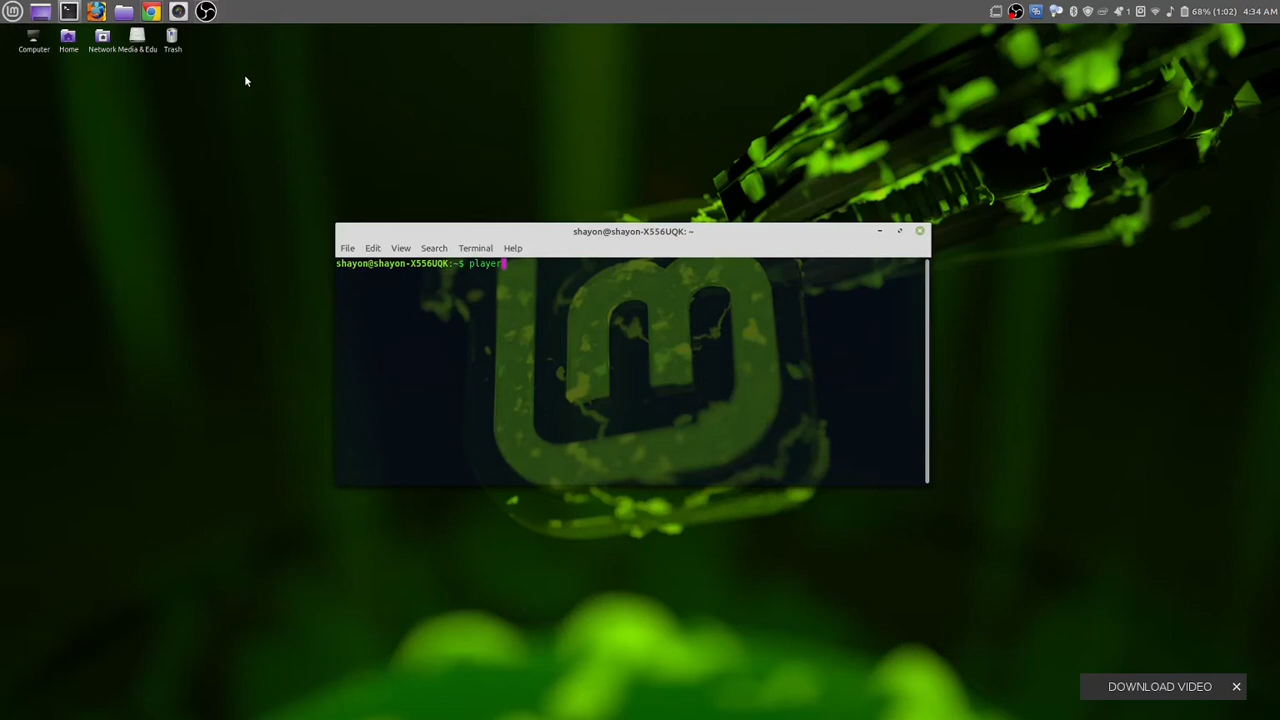 68% (1:02) 4:34 AM
Computer Home Network Media & Edu Trash
shayon@shayon-X556UQK: ~
File Edit View Search Terminal Help
shayon@shayon-X556UQK:~$ player
DOWNLOAD VIDEO